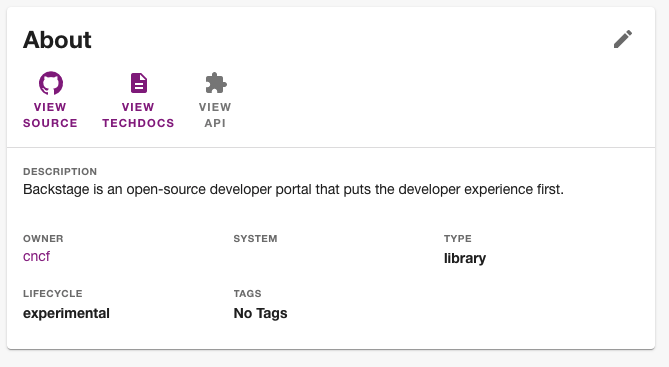 About
VIEW
SOURCE
VIEW
TECHDOCS
VIEW
API
DESCRIPTION
Backstage is an open-source developer portal that puts the developer experience first.
OWNER
cncf
SYSTEM
TYPE
library
LIFECYCLE
experimental
TAGS
No Tags